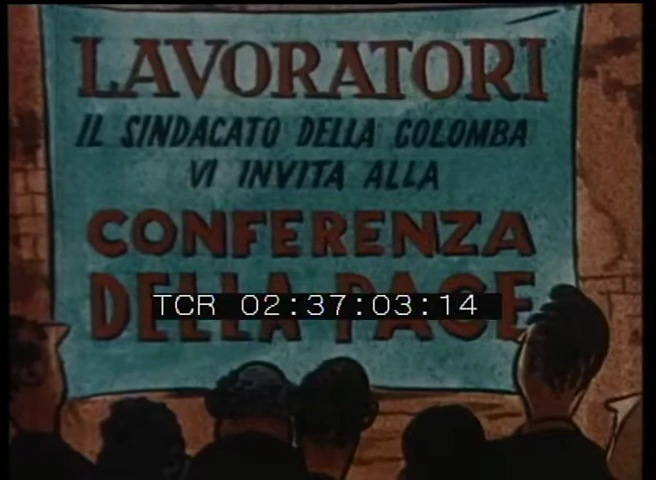 LAVORATORI
IL SINDACATO DELLA COLOMBA
VI INVITA ALLA
CONFERENZA
DELLA PACE
TCR 02:37:03:14